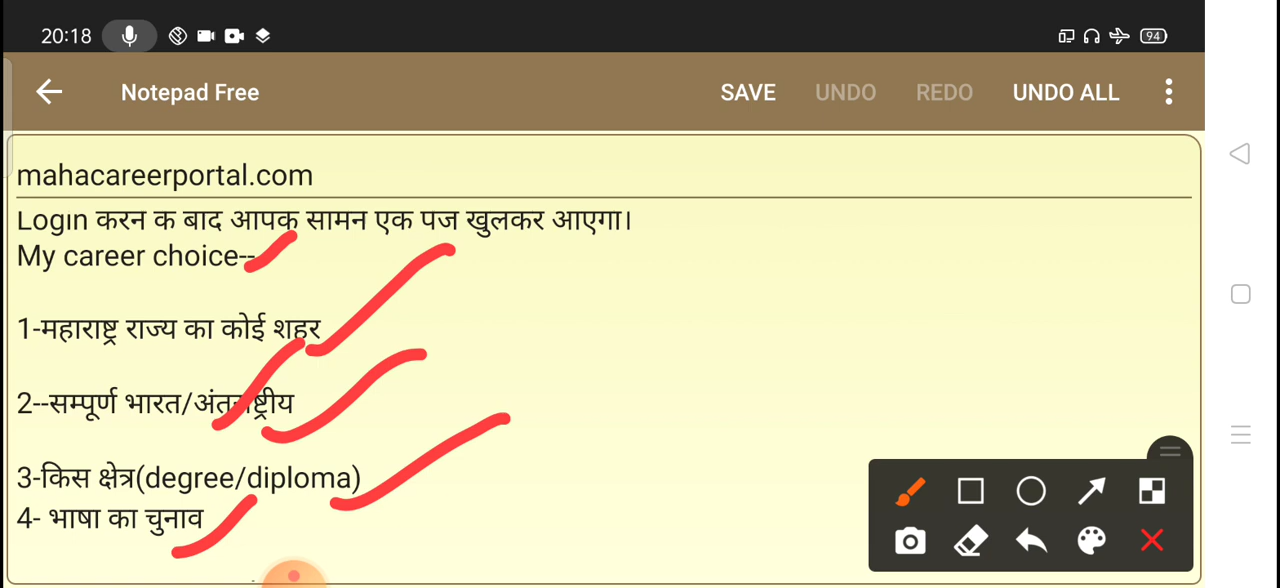 20:18
94
Notepad Free
SAVE UNDO REDO UNDO ALL
mahacareerportal.com
Login करन क बाद आपक सामन एक पज खुलकर आएगा।
My career choice--
1-महाराष्ट्र राज्य का कोई शहर
2--सम्पूर्ण भारत/अंतराष्ट्रीय
3-किस क्षेत्र(degree/diploma)
4- भाषा का चुनाव